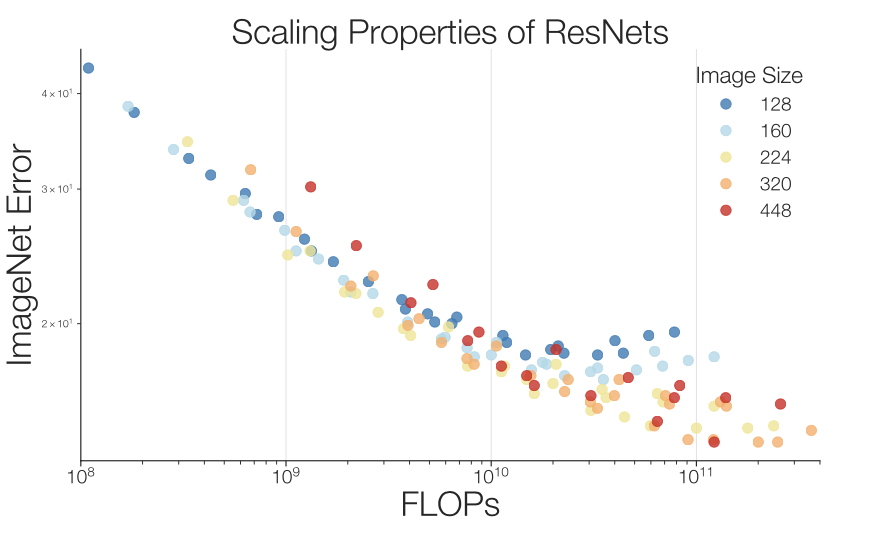 Scaling Properties of ResNets
Image Size
128
160
224
320
448
4 × 10¹
3 × 10¹
2 × 10¹
ImageNet Error
10⁸
10⁹
10¹⁰
10¹¹
FLOPs